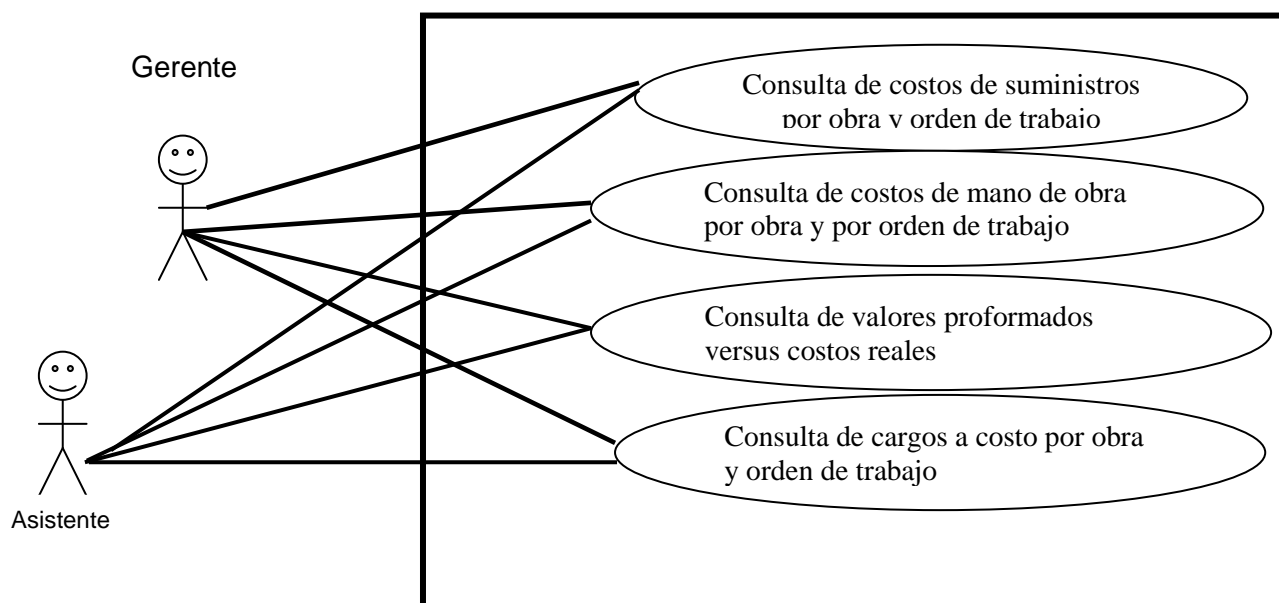 Gerente
Consulta de costos de suministros
por obra y orden de trabajo
Consulta de costos de mano de obra
por obra y por orden de trabajo
Consulta de valores proformados
versus costos reales
Consulta de cargos a costo por obra
y orden de trabajo
Asistente